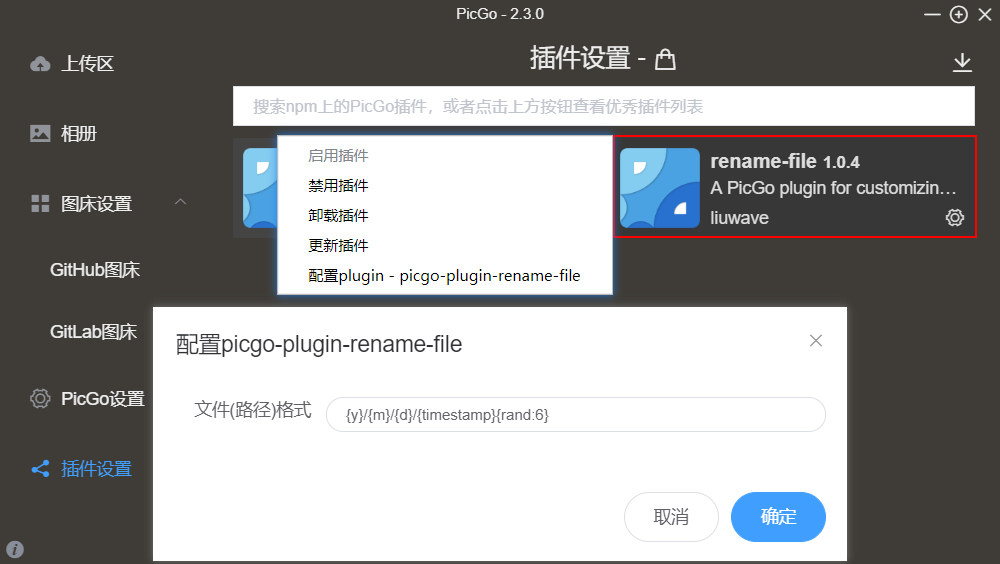 PicGo - 2.3.0
上传区
相册
图床设置
GitHub图床
GitLab图床
PicGo设置
插件设置
插件设置 -
搜索npm上的PicGo插件，或者点击上方按钮查看优秀插件列表
启用插件
禁用插件
卸载插件
更新插件
配置plugin - picgo-plugin-rename-file
rename-file 1.0.4
A PicGo plugin for customizin…
liuwave
配置picgo-plugin-rename-file
文件(路径)格式
{y}/{m}/{d}/{timestamp}{rand:6}
取消
确定